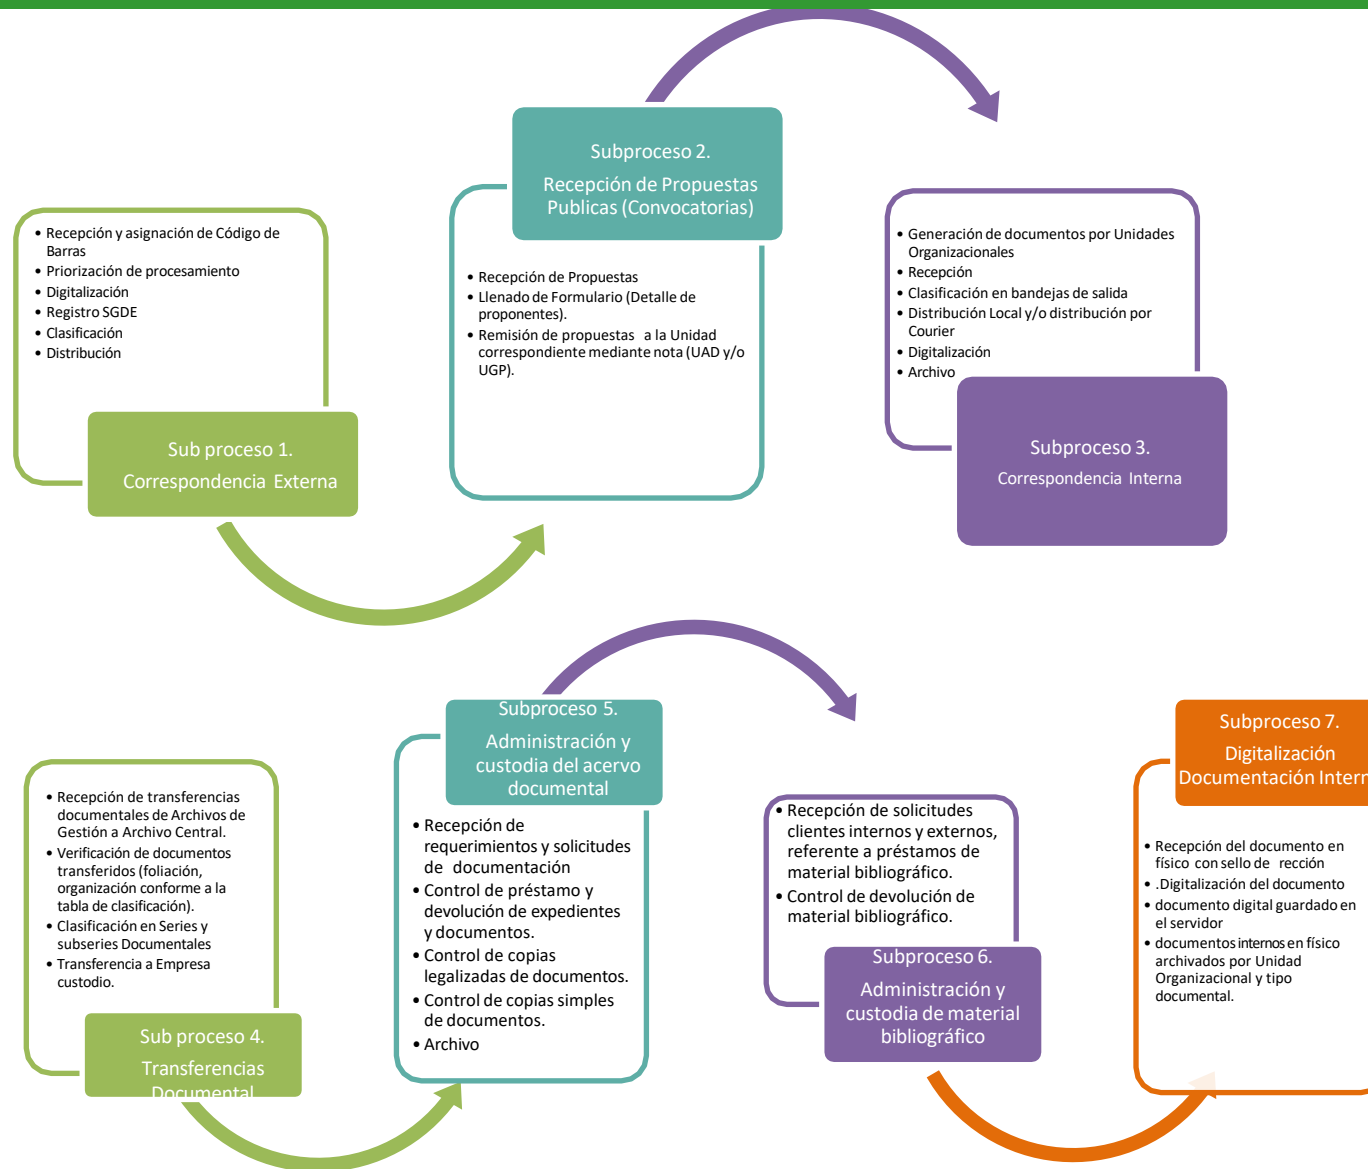 • Recepción y asignación de Código de
Barras
• Priorización de procesamiento
• Digitalización
• Registro SGDE
• Clasificación
• Distribución
Sub proceso 1.
Correspondencia Externa
Subproceso 2.
Recepción de Propuestas
Publicas (Convocatorias)
• Recepción de Propuestas
• Llenado de Formulario (Detalle de
proponentes).
• Remisión de propuestas a la Unidad
correspondiente mediante nota (UAD y/o
UGP).
• Generación de documentos por Unidades
Organizacionales
• Recepción
• Clasificación en bandejas de salida
• Distribución Local y/o distribución por
Courier
• Digitalización
• Archivo
Subproceso 3.
Correspondencia Interna
• Recepción de transferencias
documentales de Archivos de
Gestión a Archivo Central.
• Verificación de documentos
transferidos (foliación,
organización conforme a la
tabla de clasificación).
• Clasificación en Series y
subseries Documentales
• Transferencia a Empresa
custodio.
Sub proceso 4.
Transferencias
Documental
Subproceso 5.
Administración y
custodia del acervo
documental
• Recepción de
requerimientos y solicitudes
de documentación
• Control de préstamo y
devolución de expedientes
y documentos.
• Control de copias
legalizadas de documentos.
• Control de copias simples
de documentos.
• Archivo
• Recepción de solicitudes
clientes internos y externos,
referente a préstamos de
material bibliográfico.
• Control de devolución de
material bibliográfico.
Subproceso 6.
Administración y
custodia de material
bibliográfico
Subproceso 7.
Digitalización
Documentación Intern
• Recepción del documento en
físico con sello de rección
• .Digitalización del documento
• documento digital guardado en
el servidor
• documentos internos en físico
archivados por Unidad
Organizacional y tipo
documental.